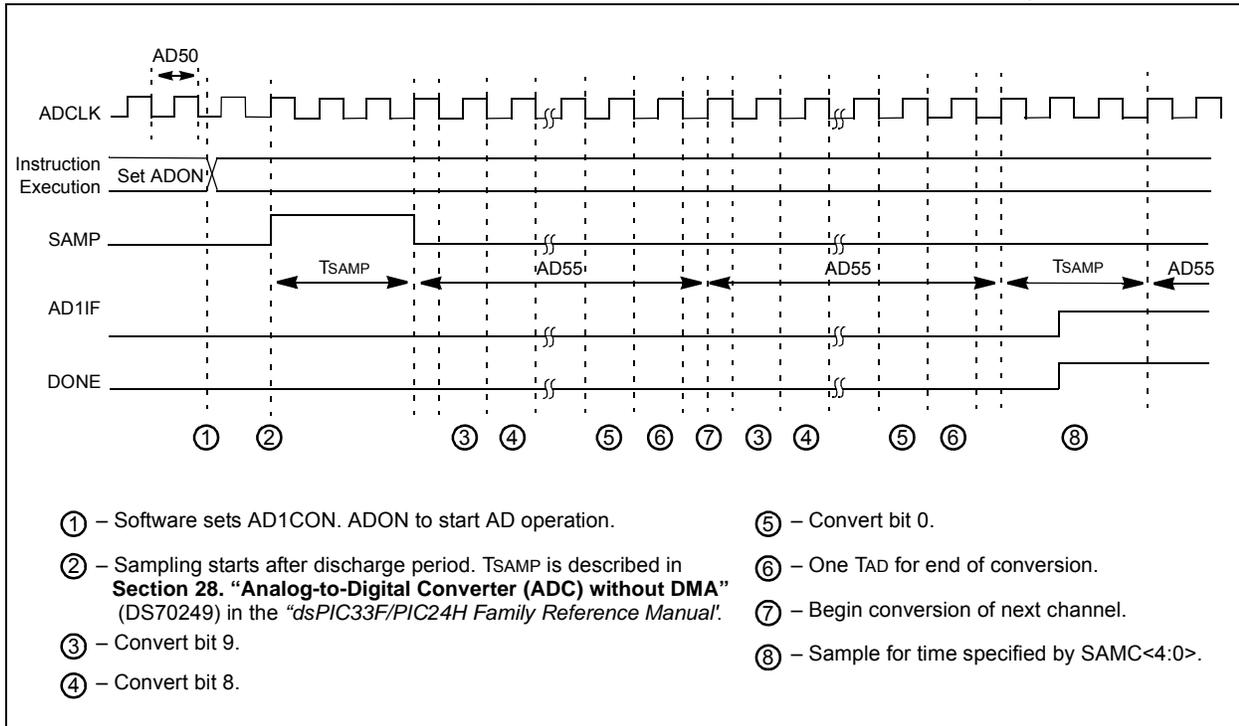 AD50
ADCLK
Instruction
Execution
Set ADON
SAMP
TSAMP
AD55
AD55
TSAMP
AD55
AD1IF
DONE
1 2 3 4 5 6 7 3 4 5 6 8
1 – Software sets AD1CON. ADON to start AD operation.
2 – Sampling starts after discharge period. TSAMP is described in
Section 28. “Analog-to-Digital Converter (ADC) without DMA”
(DS70249) in the “dsPIC33F/PIC24H Family Reference Manual'.
3 – Convert bit 9.
4 – Convert bit 8.
5 – Convert bit 0.
6 – One TAD for end of conversion.
7 – Begin conversion of next channel.
8 – Sample for time specified by SAMC<4:0>.